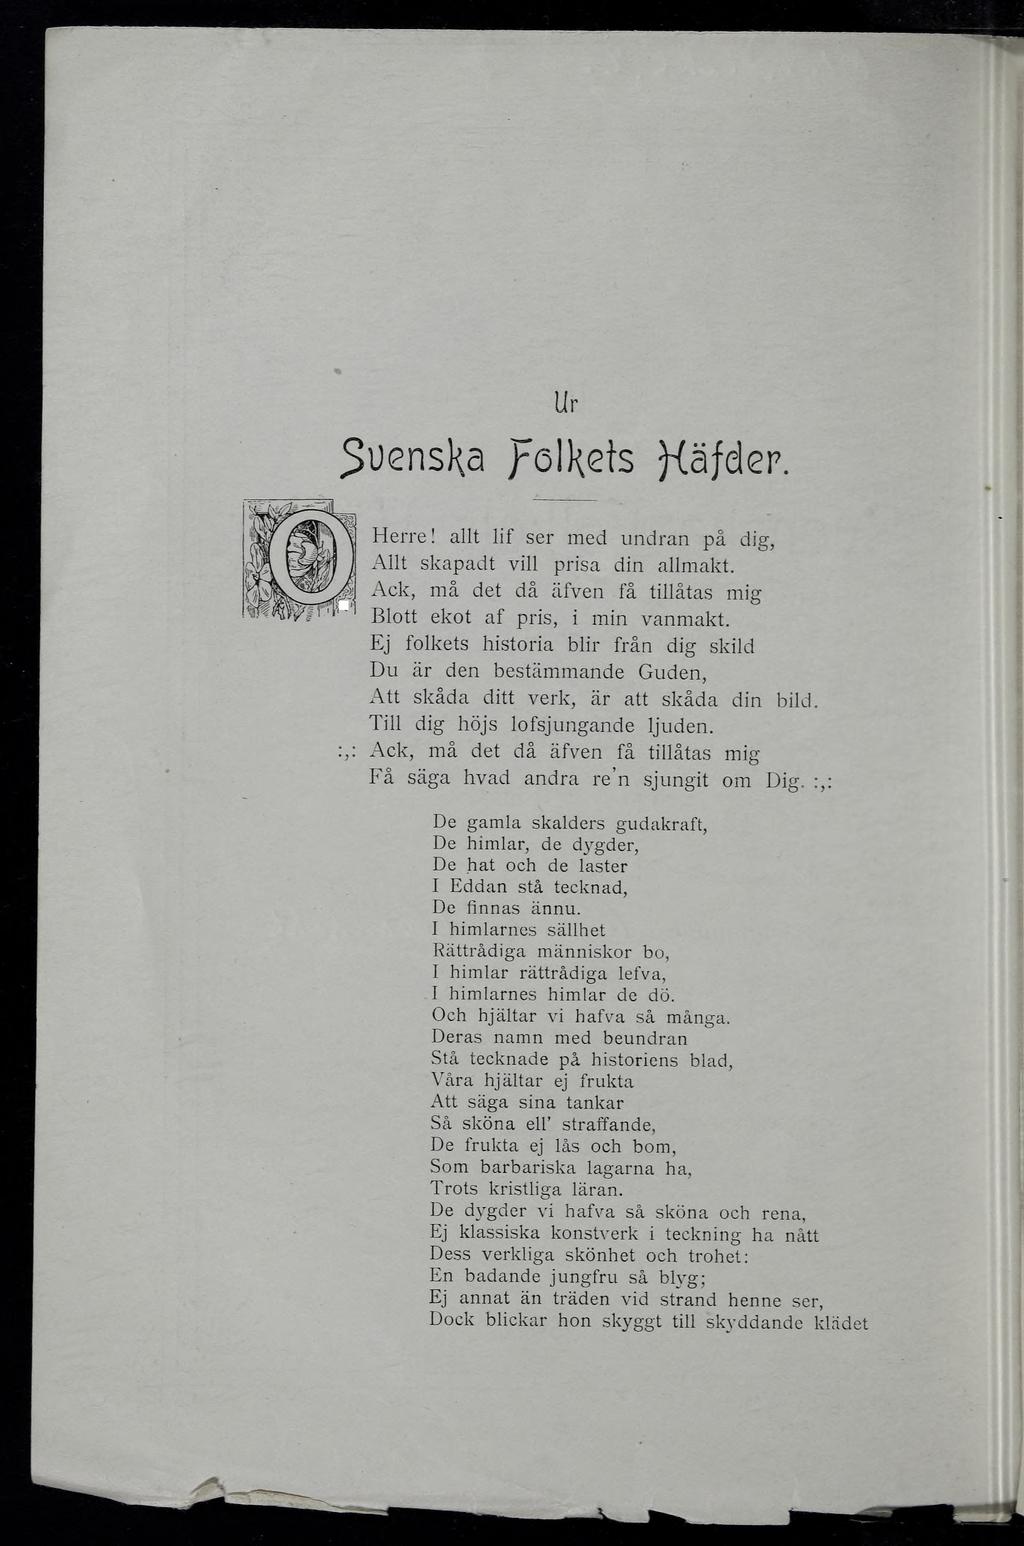 Ur
Svenska Folkets Häfder.
O Herre! allt lif ser med undran på dig,
Allt skapadt vill prisa din allmakt.
Ack, må det då äfven få tillåtas mig
Blott ekot af pris, i min vanmakt.
Ej folkets historia blir från dig skild
Du är den bestämmande Guden,
Att skåda ditt verk, är att skåda din bild.
Till dig höjs lofsjungande ljuden.
:,: Ack, må det då äfven få tillåtas mig
Få säga hvad andra re'n sjungit om Dig. :,:
De gamla skalders gudakraft,
De himlar, de dygder,
De hat och de laster
I Eddan stå tecknad,
De finnas ännu.
I himlarnes sällhet
Rättrådiga människor bo,
I himlar rättrådiga lefva,
I himlarnes himlar de dö.
Och hjältar vi hafva så många.
Deras namn med beundran
Stå tecknade på historiens blad,
Våra hjältar ej frukta
Att säga sina tankar
Så sköna ell' straffande,
De frukta ej lås och bom,
Som barbariska lagarna ha,
Trots kristliga läran.
De dygder vi hafva så sköna och rena,
Ej klassiska konstverk i teckning ha nått
Dess verkliga skönhet och trohet:
En badande jungfru så blyg;
Ej annat än träden vid strand henne ser,
Dock blickar hon skyggt till skyddande klädet